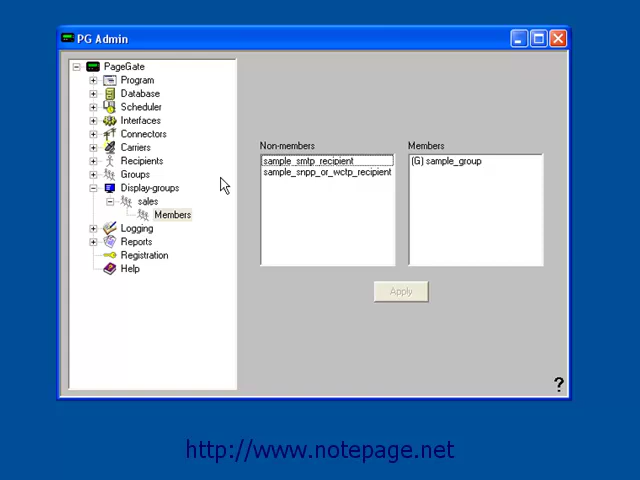 PG Admin
PageGate
Program
Database
Scheduler
Interfaces
Connectors
Carriers
Recipients
Groups
Display-groups
sales
Members
Logging
Reports
Registration
Help
Non-members
sample_smtp_recipient
sample_snpp_or_wctp_recipient
Members
(G) sample_group
Apply
?
http://www.notepage.net